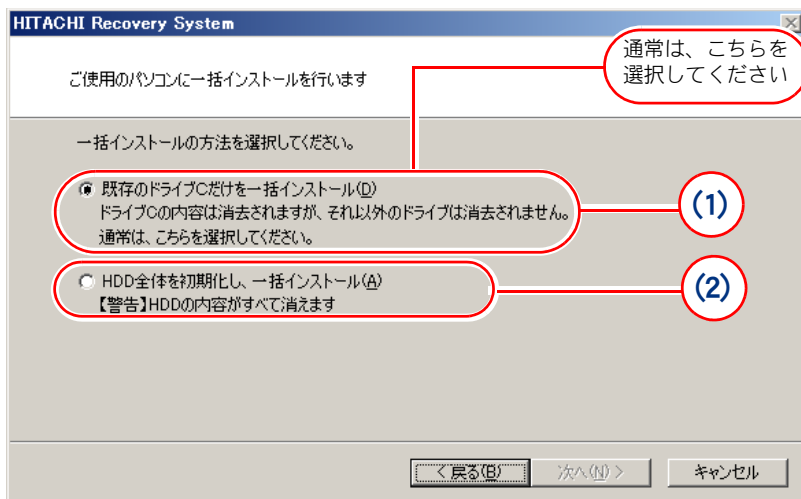 HITACHI Recovery System
通常は、こちらを
選択してください
ご使用のパソコンに一括インストールを行います
一括インストールの方法を選択してください。
既存のドライブCだけを一括インストール(D)
ドライブCの内容は消去されますが、それ以外のドライブは消去されません。
通常は、こちらを選択してください。
(1)
HDD全体を初期化し、一括インストール(A)
【警告】HDDの内容がすべて消えます
(2)
< 戻る(B)
次へ(N) >
キャンセル